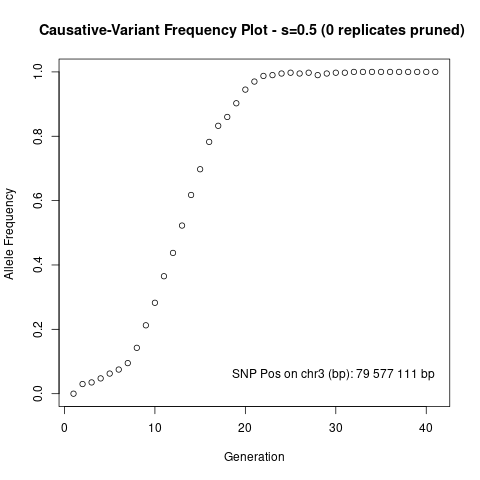 Causative-Variant Frequency Plot - s=0.5 (0 replicates pruned)
Allele Frequency
1.0
0.8
0.6
0.4
0.2
0.0
SNP Pos on chr3 (bp): 79 577 111 bp
0 10 20 30 40
Generation